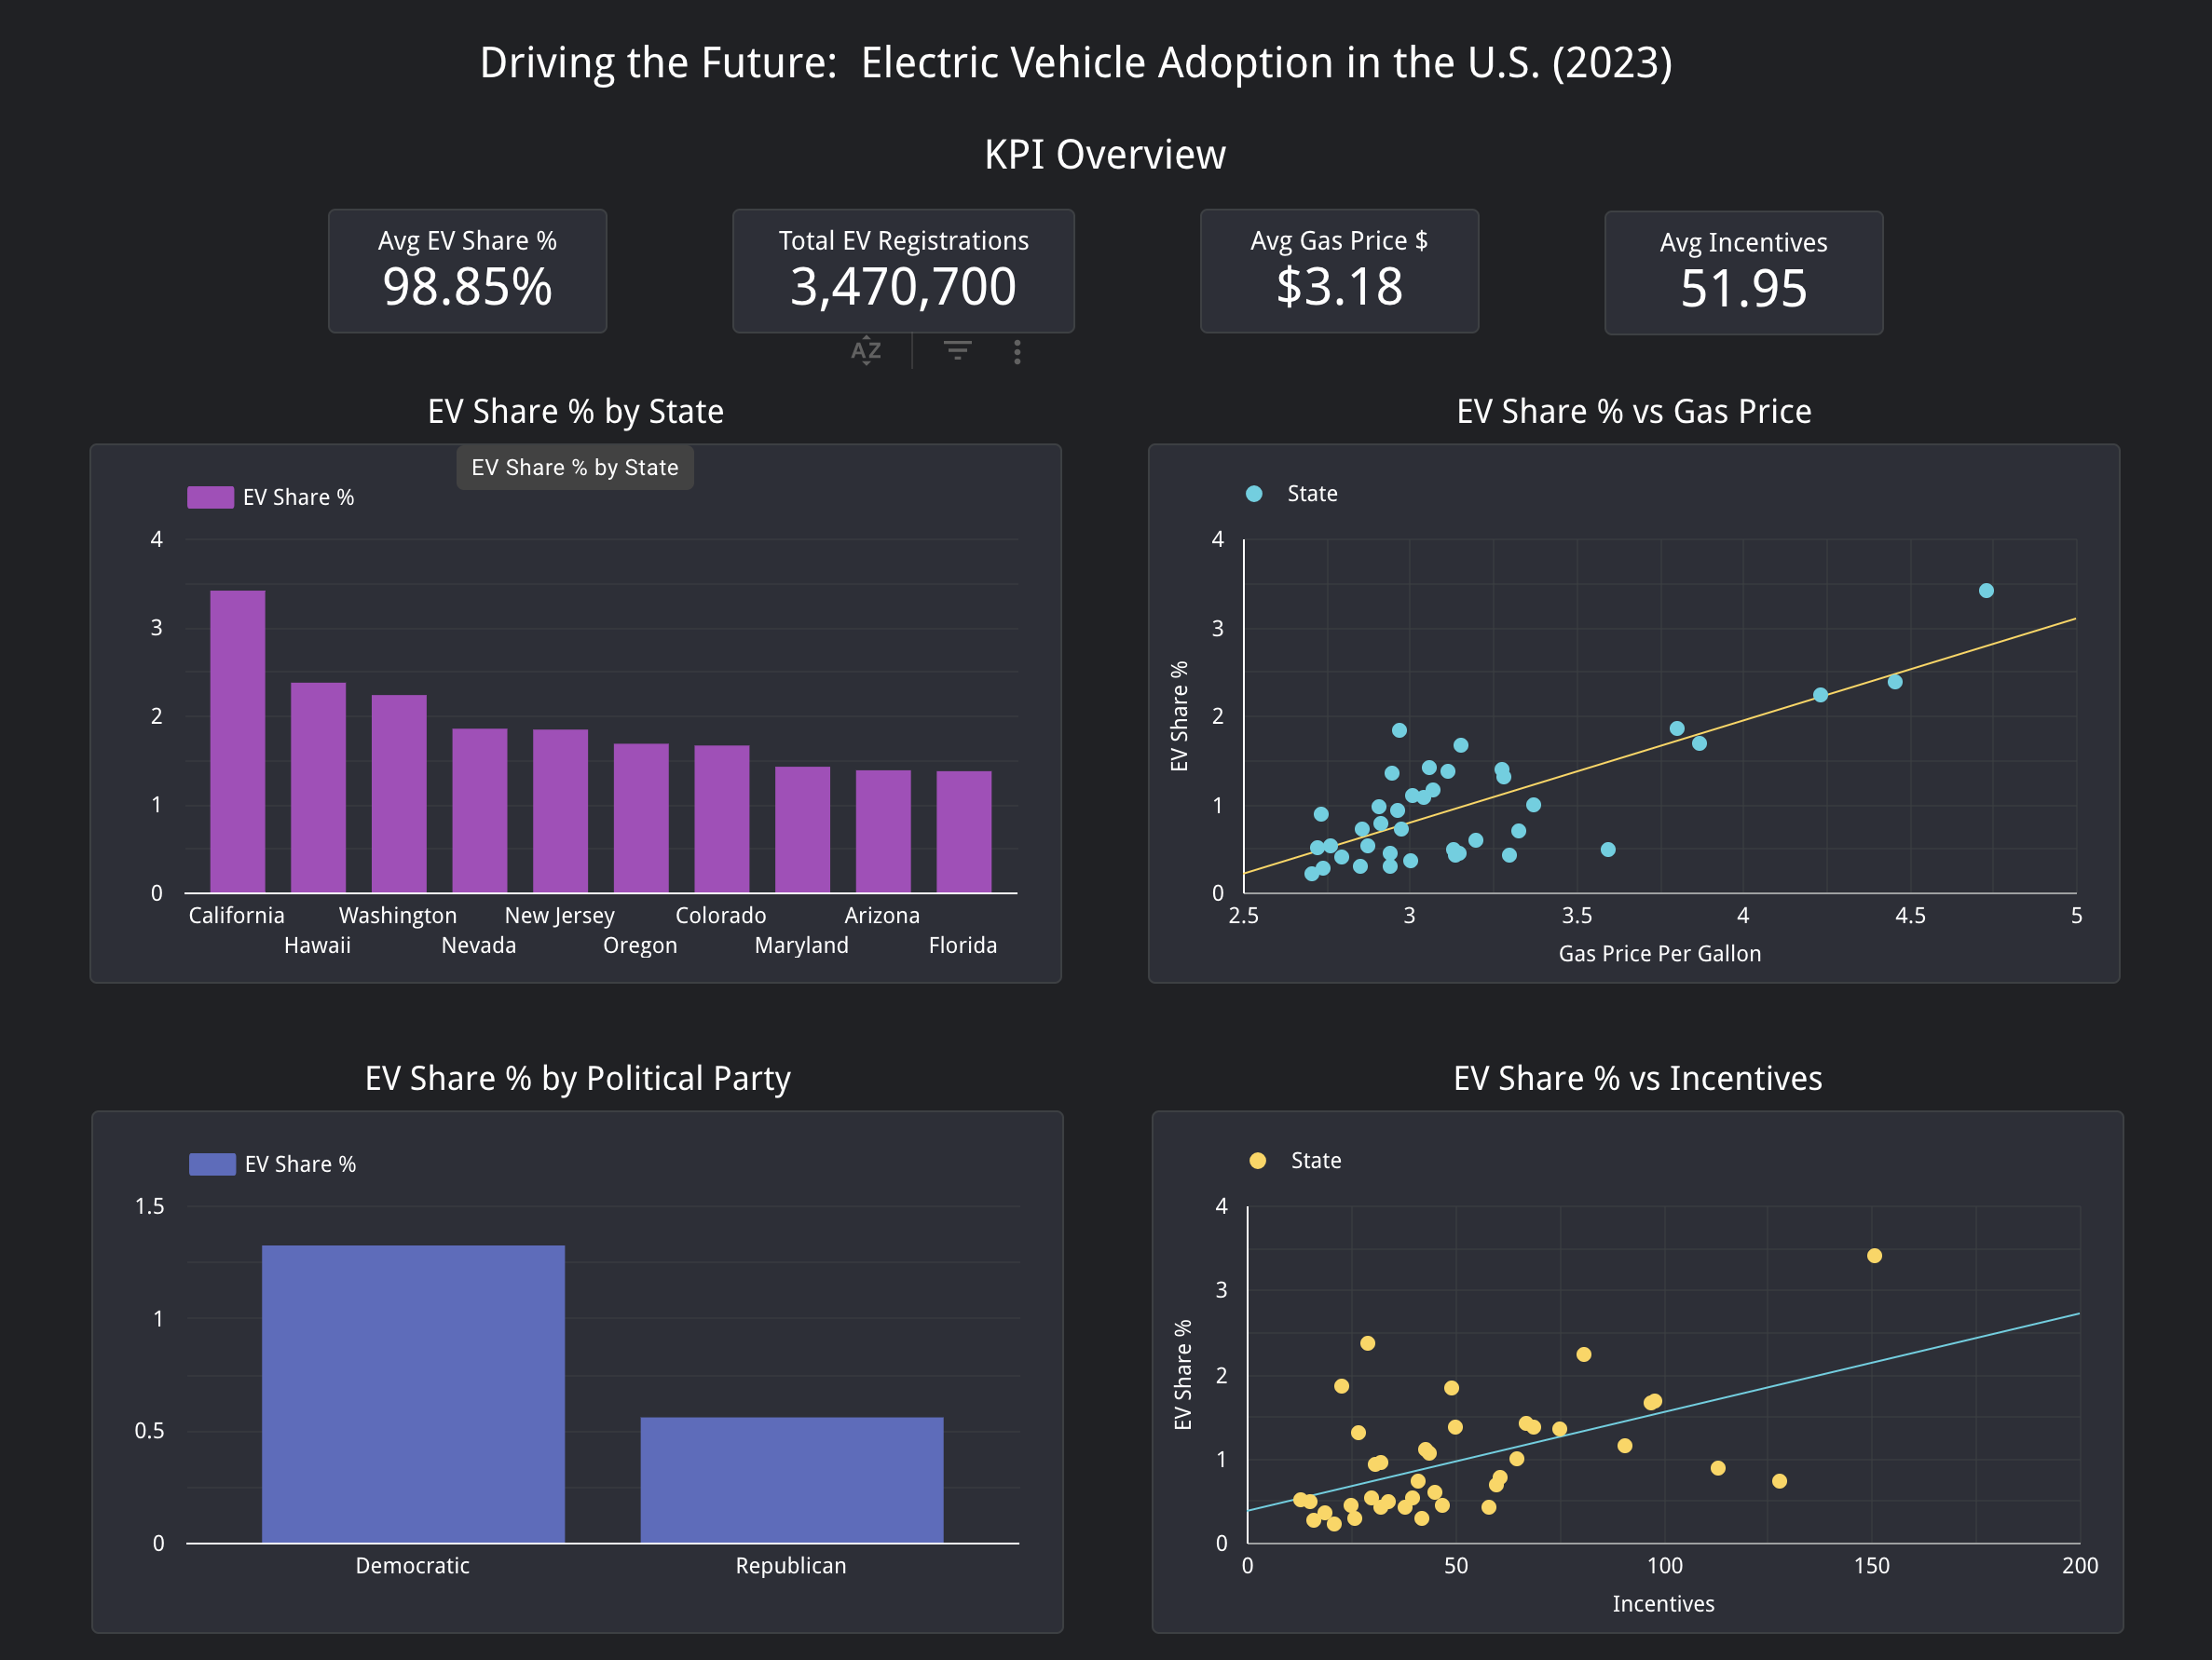 Driving the Future:  Electric Vehicle Adoption in the U.S. (2023)
KPI Overview
Avg EV Share %
98.85%
Total EV Registrations
3,470,700
Avg Gas Price $
$3.18
Avg Incentives
51.95
AZ
EV Share % by State
EV Share % by State
EV Share %
4
3
2
1
0
California
Washington
New Jersey
Colorado
Arizona
Hawaii
Nevada
Oregon
Maryland
Florida
EV Share % vs Gas Price
State
EV Share %
4
3
2
1
0
2.5
3
3.5
4
4.5
5
Gas Price Per Gallon
EV Share % by Political Party
EV Share %
1.5
1
0.5
0
Democratic
Republican
EV Share % vs Incentives
State
EV Share %
4
3
2
1
0
0
50
100
150
200
Incentives